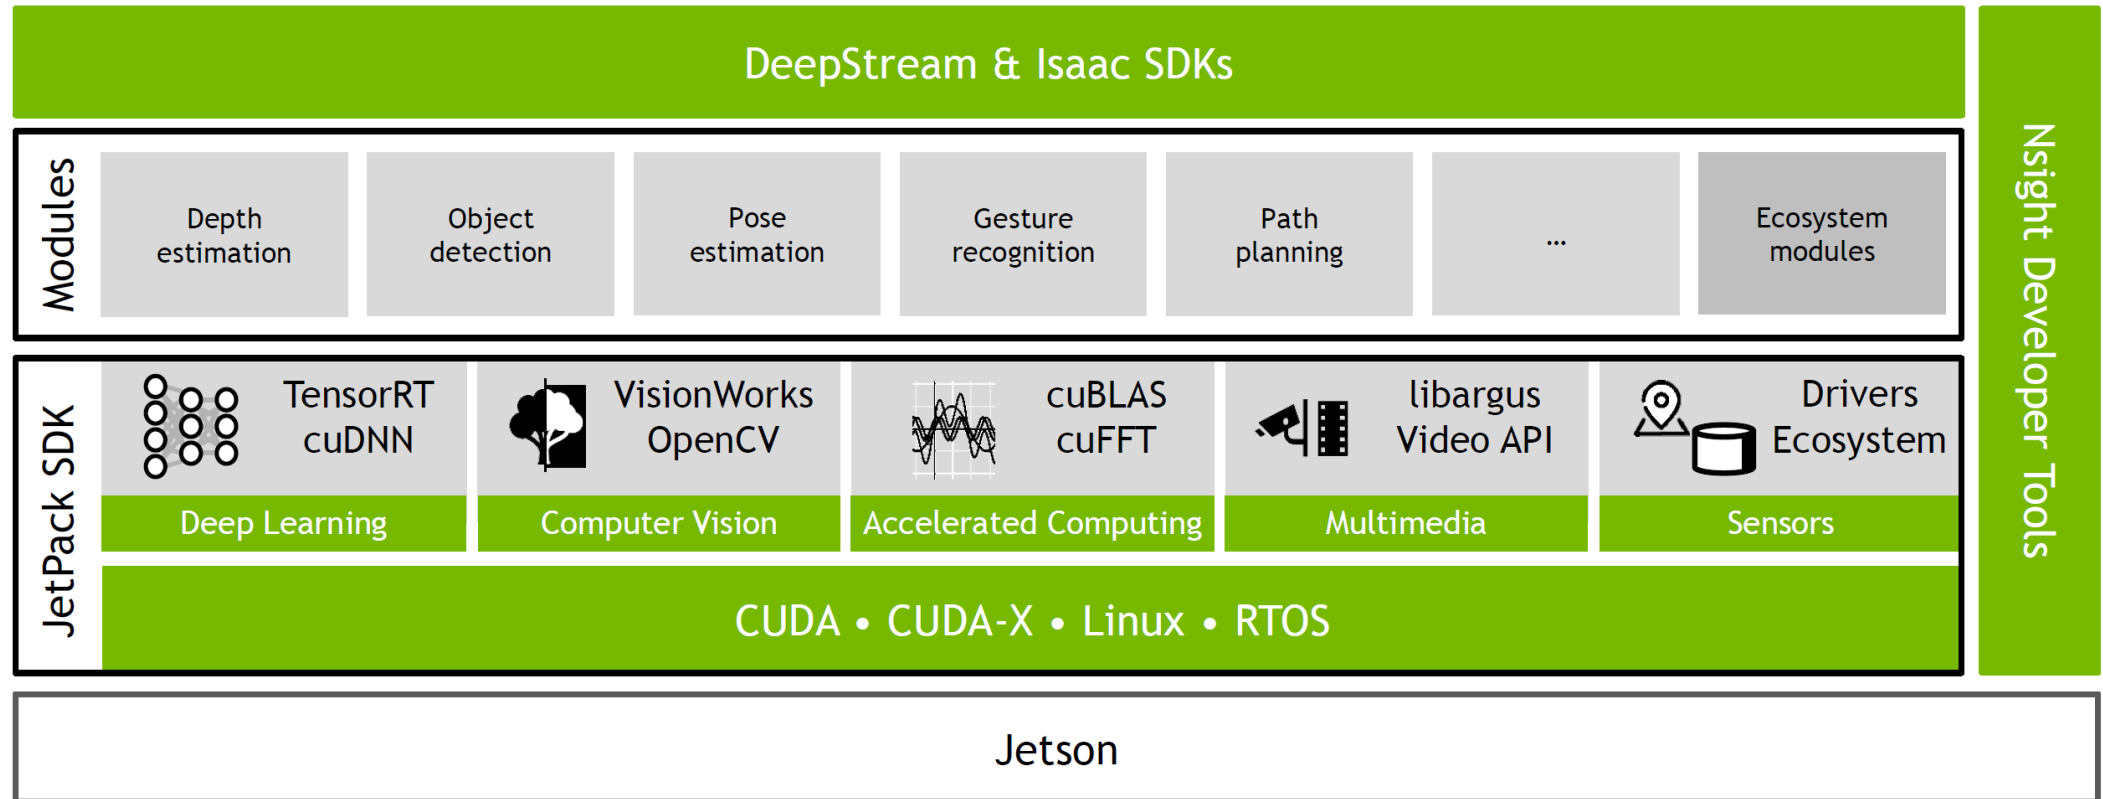 DeepStream & Isaac SDKs
Modules
Depth
estimation
Object
detection
Pose
estimation
Gesture
recognition
Path
planning
...
Ecosystem
modules
JetPack SDK
TensorRT
cuDNN
Deep Learning
VisionWorks
OpenCV
Computer Vision
cuBLAS
cuFFT
Accelerated Computing
libargus
Video API
Multimedia
Drivers
Ecosystem
Sensors
CUDA • CUDA-X • Linux • RTOS
Nsight Developer Tools
Jetson